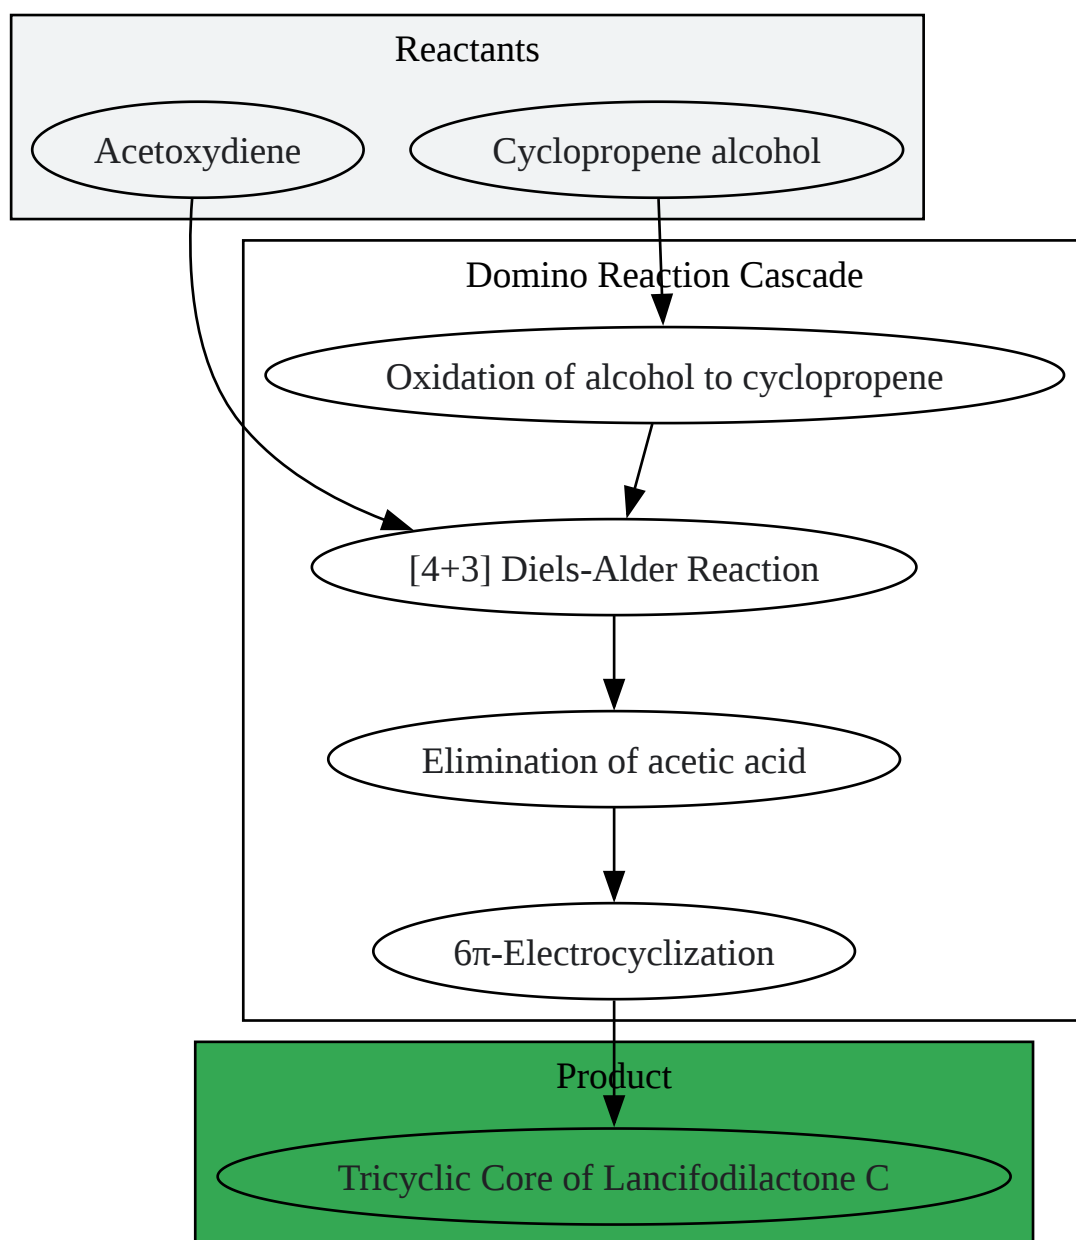 Reactants
Acetoxydiene
Cyclopropene alcohol
Domino Reaction Cascade
Oxidation of alcohol to cyclopropene
[4+3] Diels-Alder Reaction
Elimination of acetic acid
6π-Electrocyclization
Product
Tricyclic Core of Lancifodilactone C